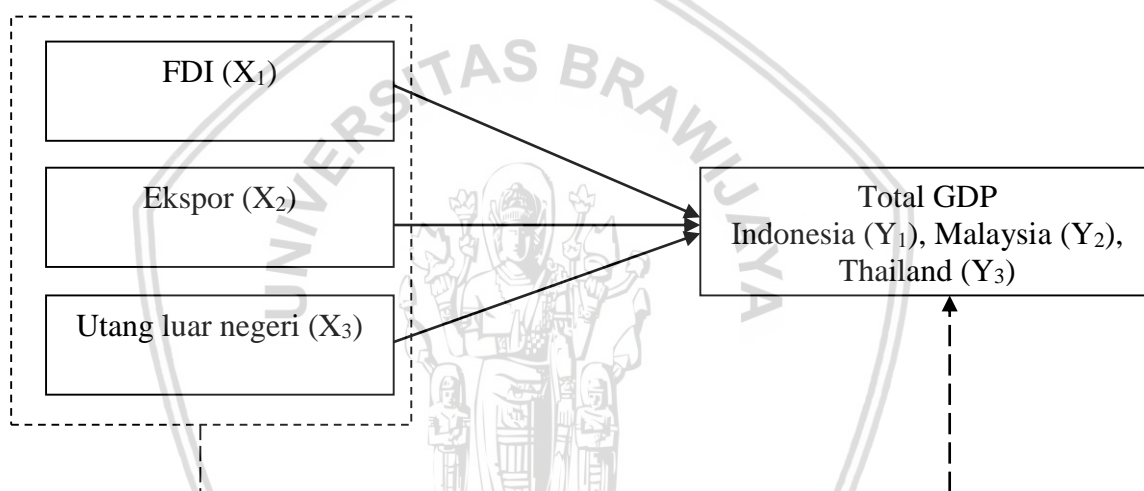 UNIVERSITAS BRAWIJAYA
FDI (X₁)
Ekspor (X₂)
Utang luar negeri (X₃)
Total GDP
Indonesia (Y₁), Malaysia (Y₂),
Thailand (Y₃)